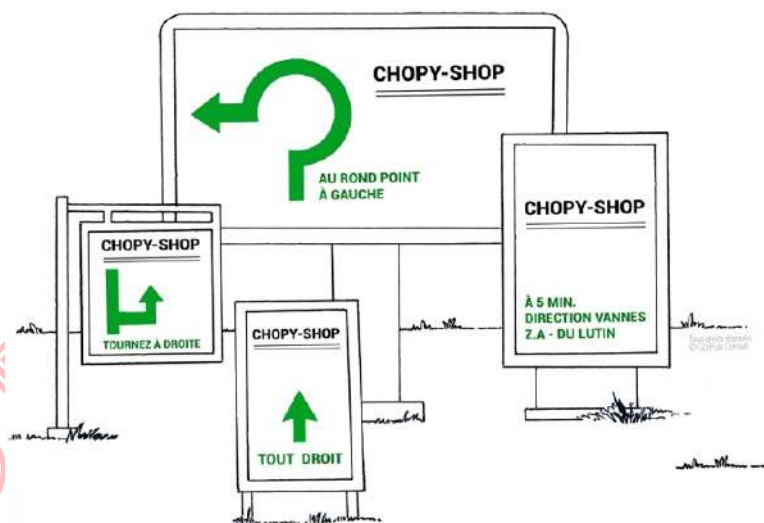 CHOPY-SHOP
AU ROND POINT
À GAUCHE
CHOPY-SHOP
À 5 MIN.
DIRECTION VANNES
Z.A - DU LUTIN
CHOPY-SHOP
TOURNEZ À DROITE
CHOPY-SHOP
TOUT DROIT